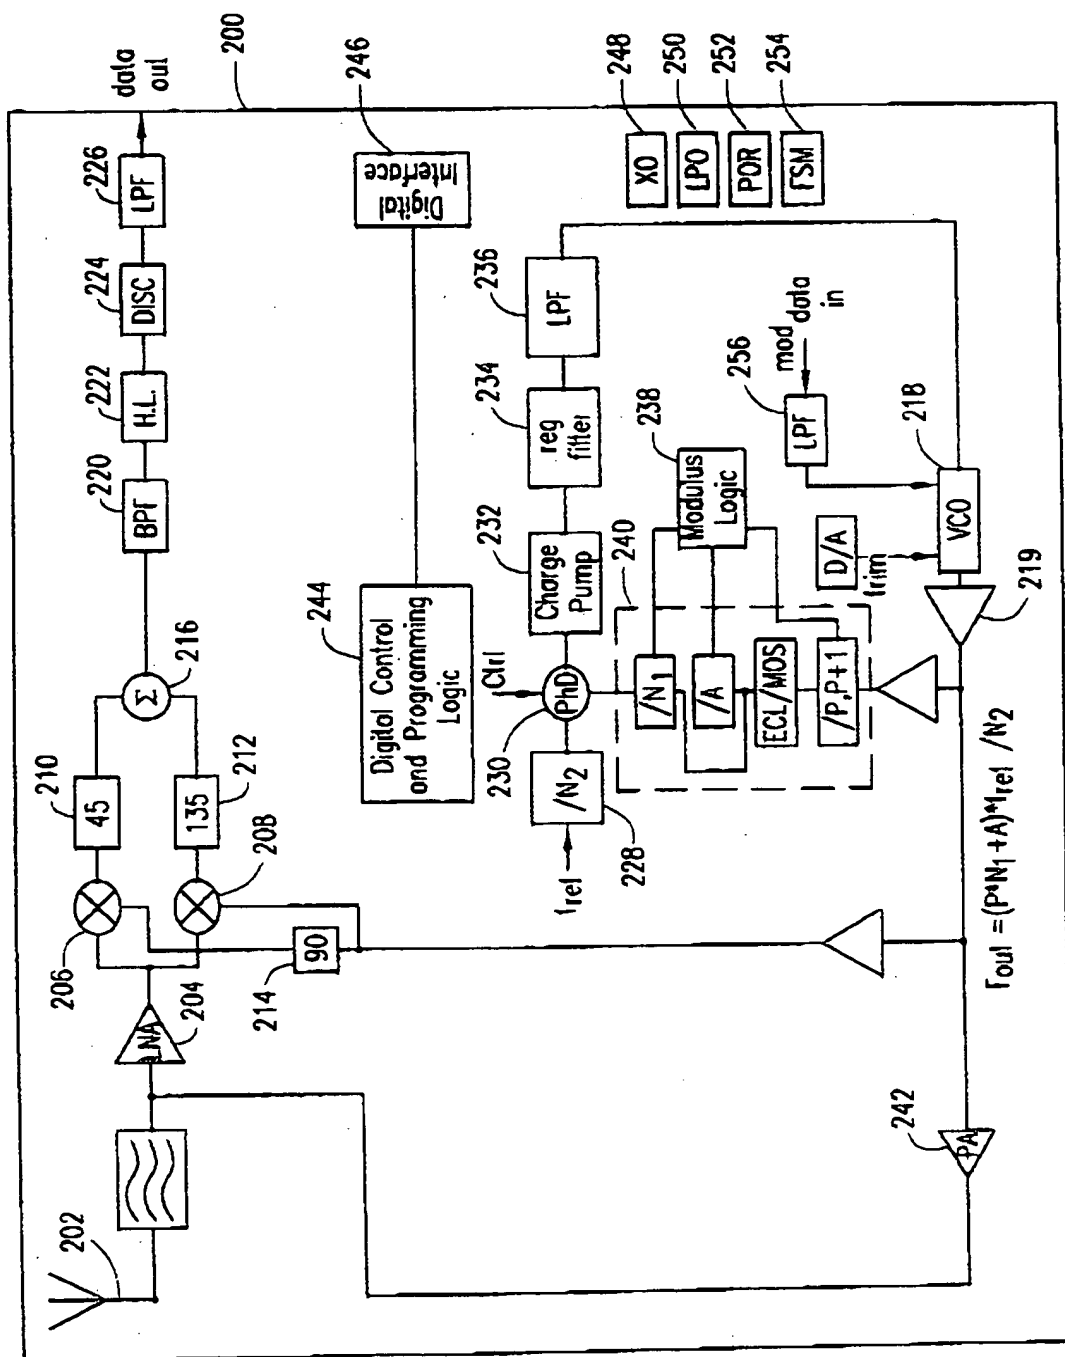 202
LNA
204
206
208
90
214
45
210
135
212
Σ
216
BPF
220
H.L.
222
DISC
224
LPF
226
data
out
200
Digital Control
and Programming
Logic
244
Digital
Interface
246
XO
248
LPO
250
POR
252
FSM
254
fref
/N2
228
Ctrl
PhD
230
Charge
Pump
232
reg
filter
234
LPF
236
/N1
/A
ECL/MOS
/P,P+1
240
Modulus
Logic
238
mod data
in
LPF
256
D/A
trim
VCO
218
219
PA
242
Fout =(P*N1+A)*fref /N2